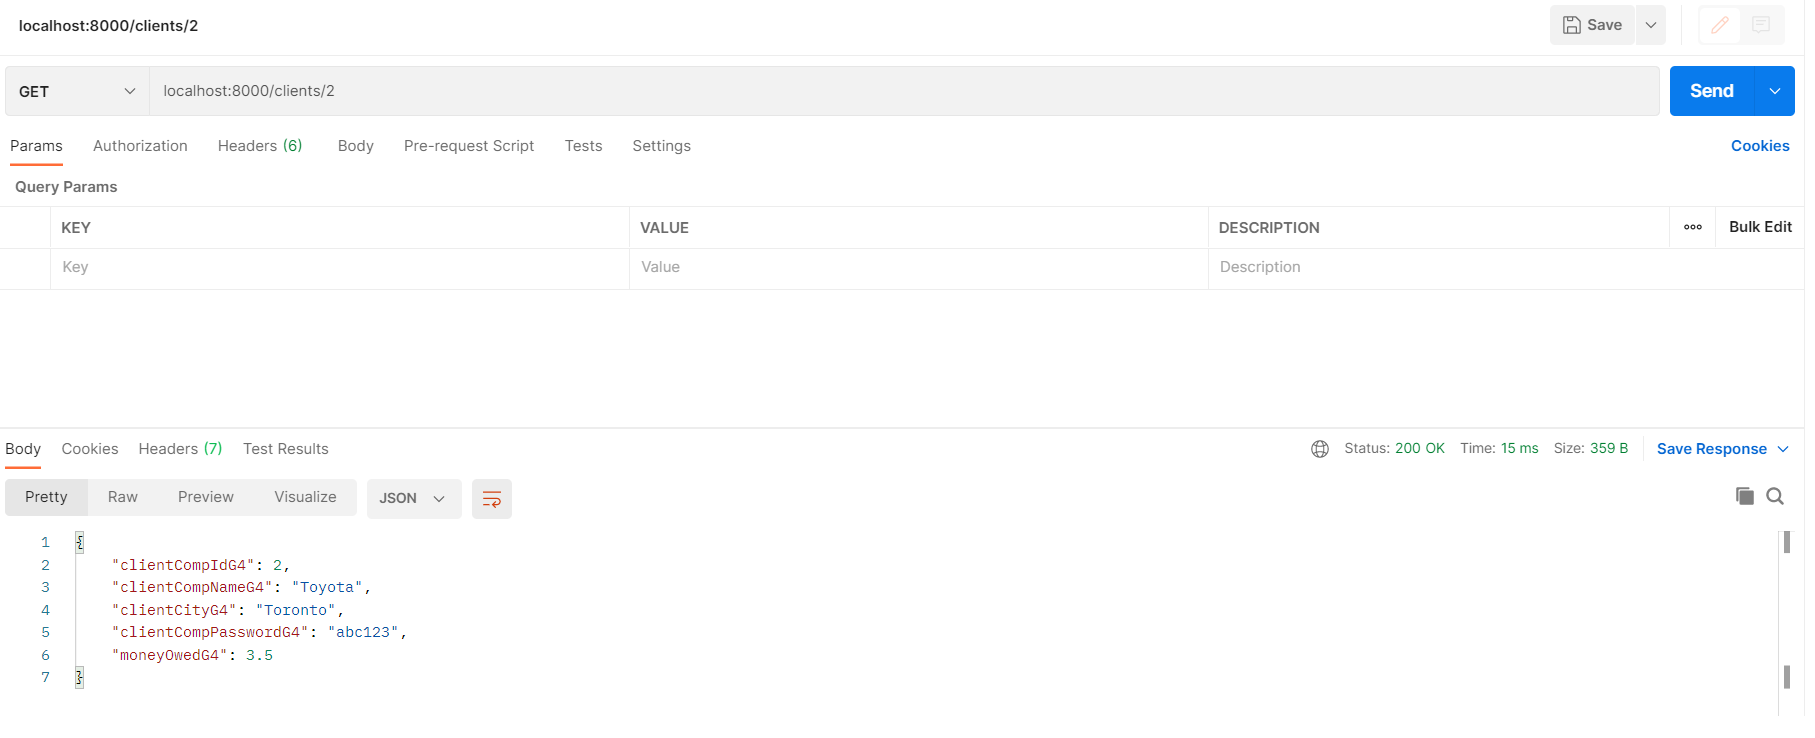 localhost:8000/clients/2
Save
GET localhost:8000/clients/2 Send
Params Authorization Headers (6) Body Pre-request Script Tests Settings Cookies
Query Params
KEY VALUE DESCRIPTION ooo Bulk Edit
Key Value Description
Body Cookies Headers (7) Test Results Status: 200 OK Time: 15 ms Size: 359 B Save Response
Pretty Raw Preview Visualize JSON
1 {
2 "clientCompIdG4": 2,
3 "clientCompNameG4": "Toyota",
4 "clientCityG4": "Toronto",
5 "clientCompPasswordG4": "abc123",
6 "moneyOwedG4": 3.5
7 }